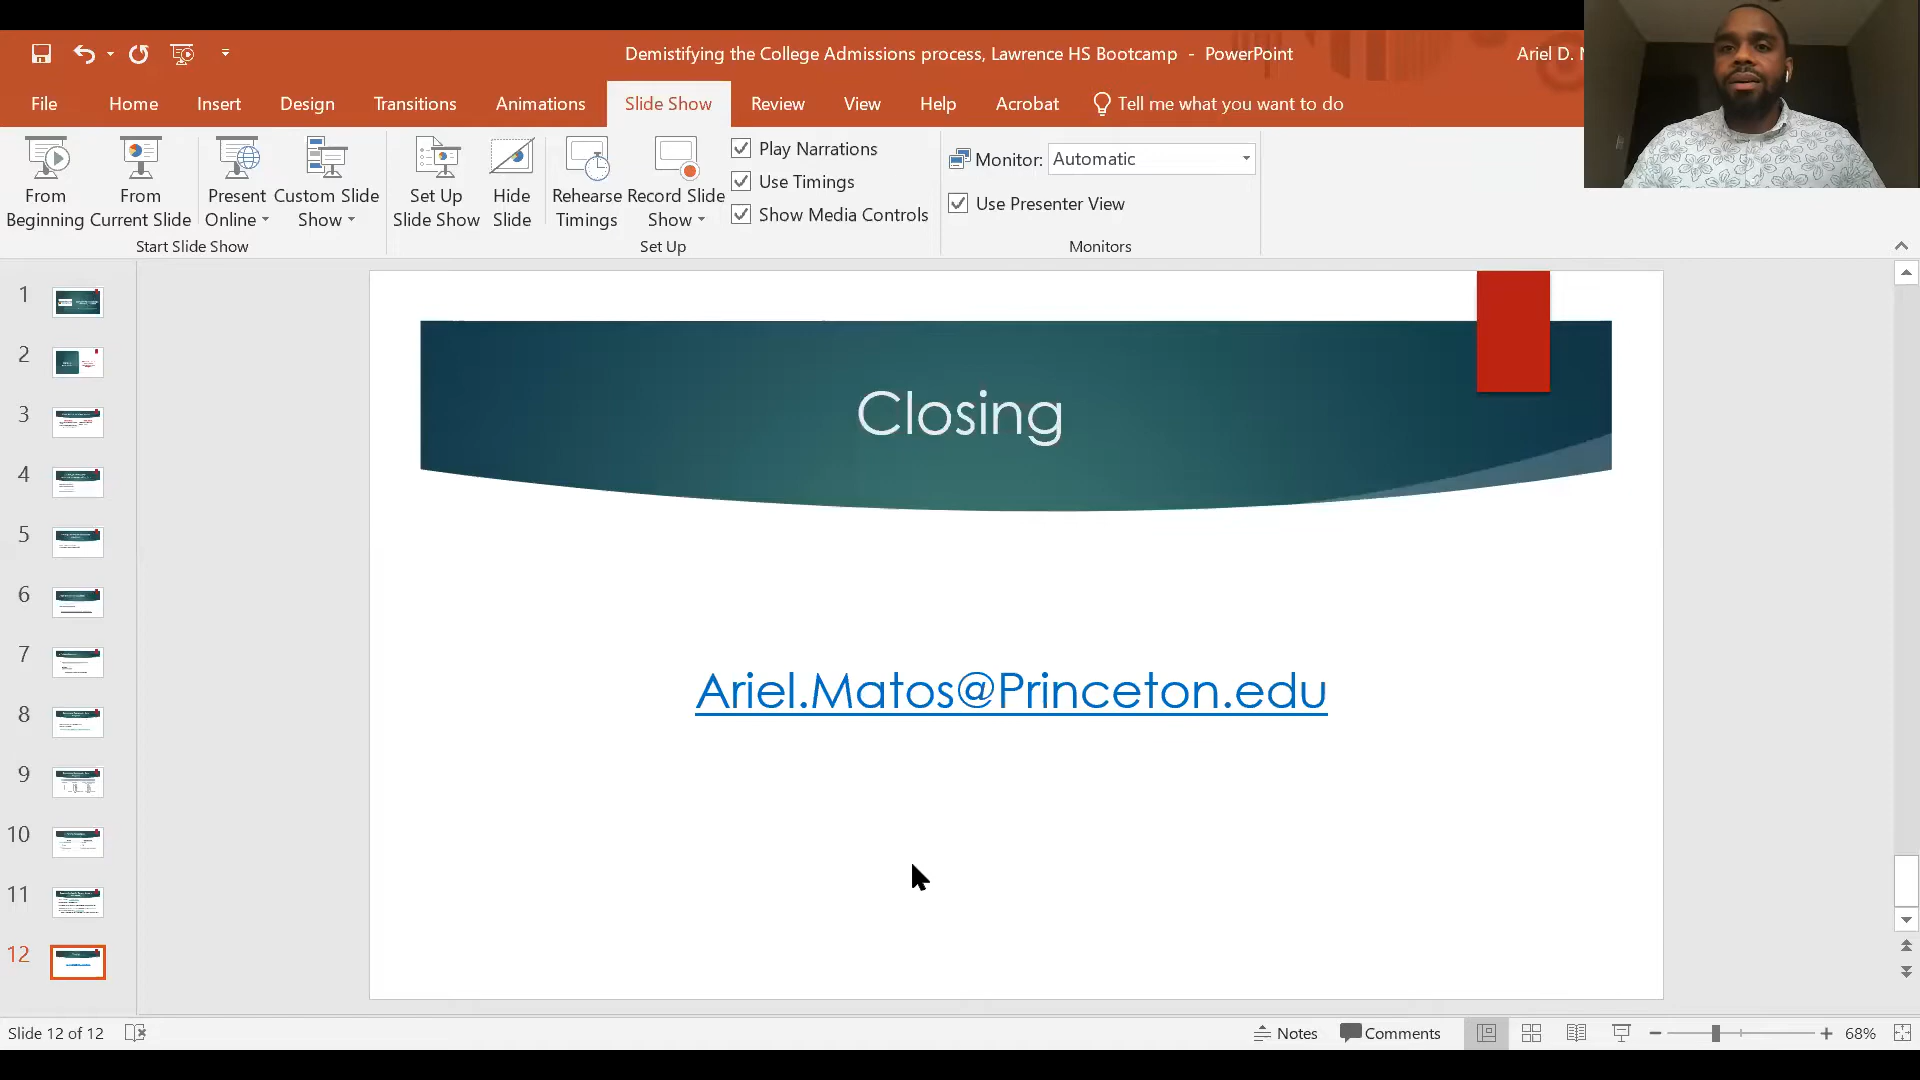 Demistifying the College Admissions process, Lawrence HS Bootcamp - PowerPoint
Ariel D.
File Home Insert Design Transitions Animations Slide Show Review View Help Acrobat Tell me what you want to do
From Beginning
From Current Slide
Present Online
Custom Slide Show
Set Up Slide Show
Hide Slide
Rehearse Timings
Record Slide Show
Play Narrations
Use Timings
Show Media Controls
Monitor: Automatic
Use Presenter View
Start Slide Show
Set Up
Monitors
1
2
3
4
5
6
7
8
9
10
11
12
Closing
Ariel.Matos@Princeton.edu
Slide 12 of 12
Notes
Comments
68%